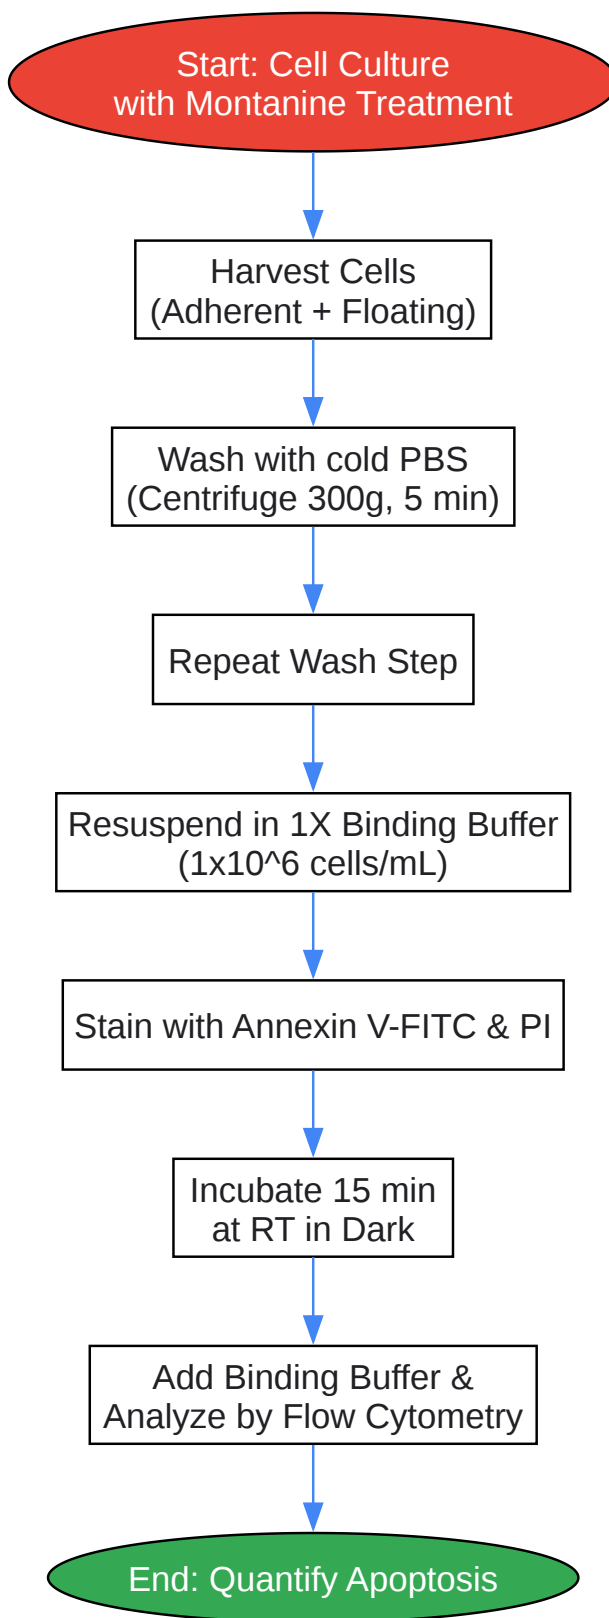 Start: Cell Culture
with Montanine Treatment
Harvest Cells
(Adherent + Floating)
Wash with cold PBS
(Centrifuge 300g, 5 min)
Repeat Wash Step
Resuspend in 1X Binding Buffer
(1x10^6 cells/mL)
Stain with Annexin V-FITC & PI
Incubate 15 min
at RT in Dark
Add Binding Buffer &
Analyze by Flow Cytometry
End: Quantify Apoptosis